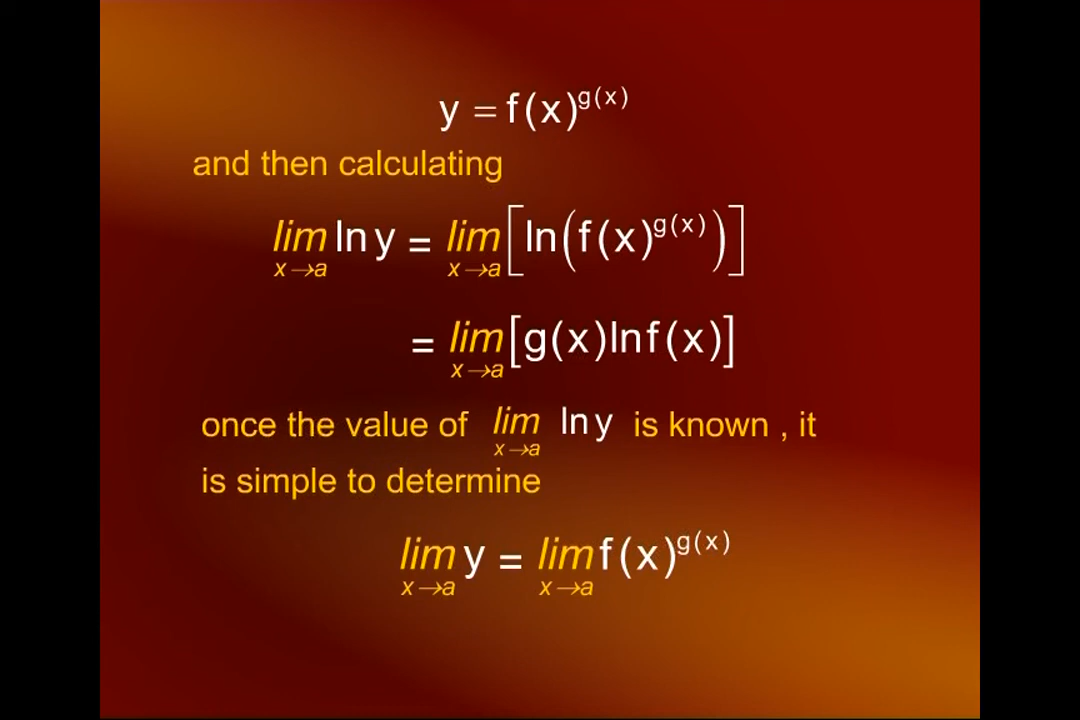 y = f(x)^{g(x)}
and then calculating
lim_{x→a} ln y = lim_{x→a} [ln(f(x)^{g(x)})]
= lim_{x→a} [g(x)lnf(x)]
once the value of lim_{x→a} ln y is known , it
is simple to determine
lim_{x→a} y = lim_{x→a} f(x)^{g(x)}